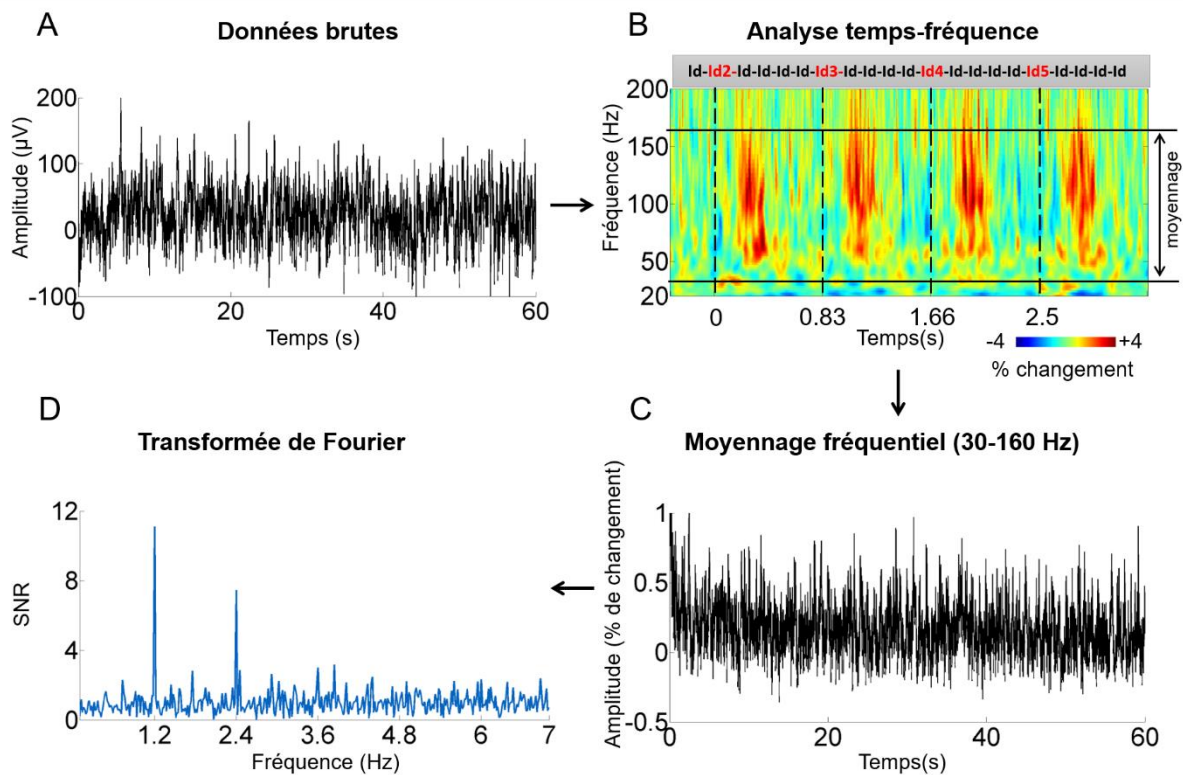 A
Données brutes
Amplitude (µV)
200
100
0
-100
0
20
40
60
Temps (s)
B
Analyse temps-fréquence
Id-Id2-Id-Id-Id-Id-Id3-Id-Id-Id-Id-Id4-Id-Id-Id-Id-Id5-Id-Id-Id-Id
Fréquence (Hz)
200
150
100
50
20
moyennage
0
0.83
1.66
2.5
Temps(s)
-4
+4
% changement
D
Transformée de Fourier
SNR
12
8
4
0
1.2
2.4
3.6
4.8
6
7
Fréquence (Hz)
C
Moyennage fréquentiel (30-160 Hz)
Amplitude (% de changement)
1
0.5
0
-0.5
0
20
40
60
Temps(s)